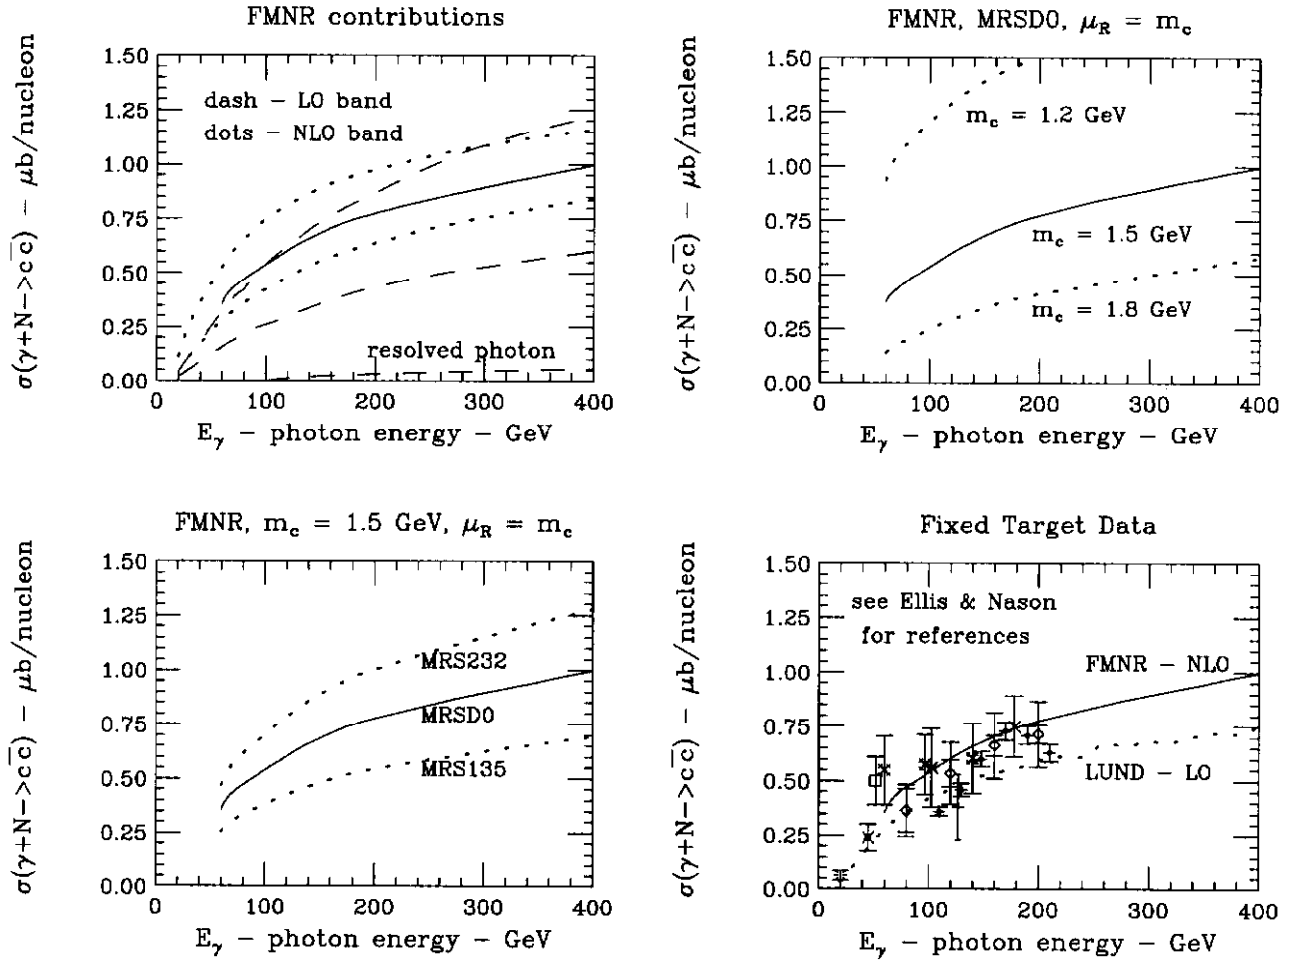 FMNR contributions
σ(γ+N−>cc̅) − μb/nucleon
1.50
1.25
1.00
0.75
0.50
0.25
0.00
dash − LO band
dots − NLO band
resolved photon
0 100 200 300 400
E_γ − photon energy − GeV
FMNR, MRSD0, μ_R = m_c
σ(γ+N−>cc̅) − μb/nucleon
1.50
1.25
1.00
0.75
0.50
0.25
0.00
m_c = 1.2 GeV
m_c = 1.5 GeV
m_c = 1.8 GeV
0 100 200 300 400
E_γ − photon energy − GeV
FMNR, m_c = 1.5 GeV, μ_R = m_c
σ(γ+N−>cc̅) − μb/nucleon
1.50
1.25
1.00
0.75
0.50
0.25
0.00
MRS232
MRSD0
MRS135
0 100 200 300 400
E_γ − photon energy − GeV
Fixed Target Data
σ(γ+N−>cc̅) − μb/nucleon
1.50
1.25
1.00
0.75
0.50
0.25
0.00
see Ellis & Nason
for references
FMNR − NLO
LUND − LO
0 100 200 300 400
E_γ − photon energy − GeV